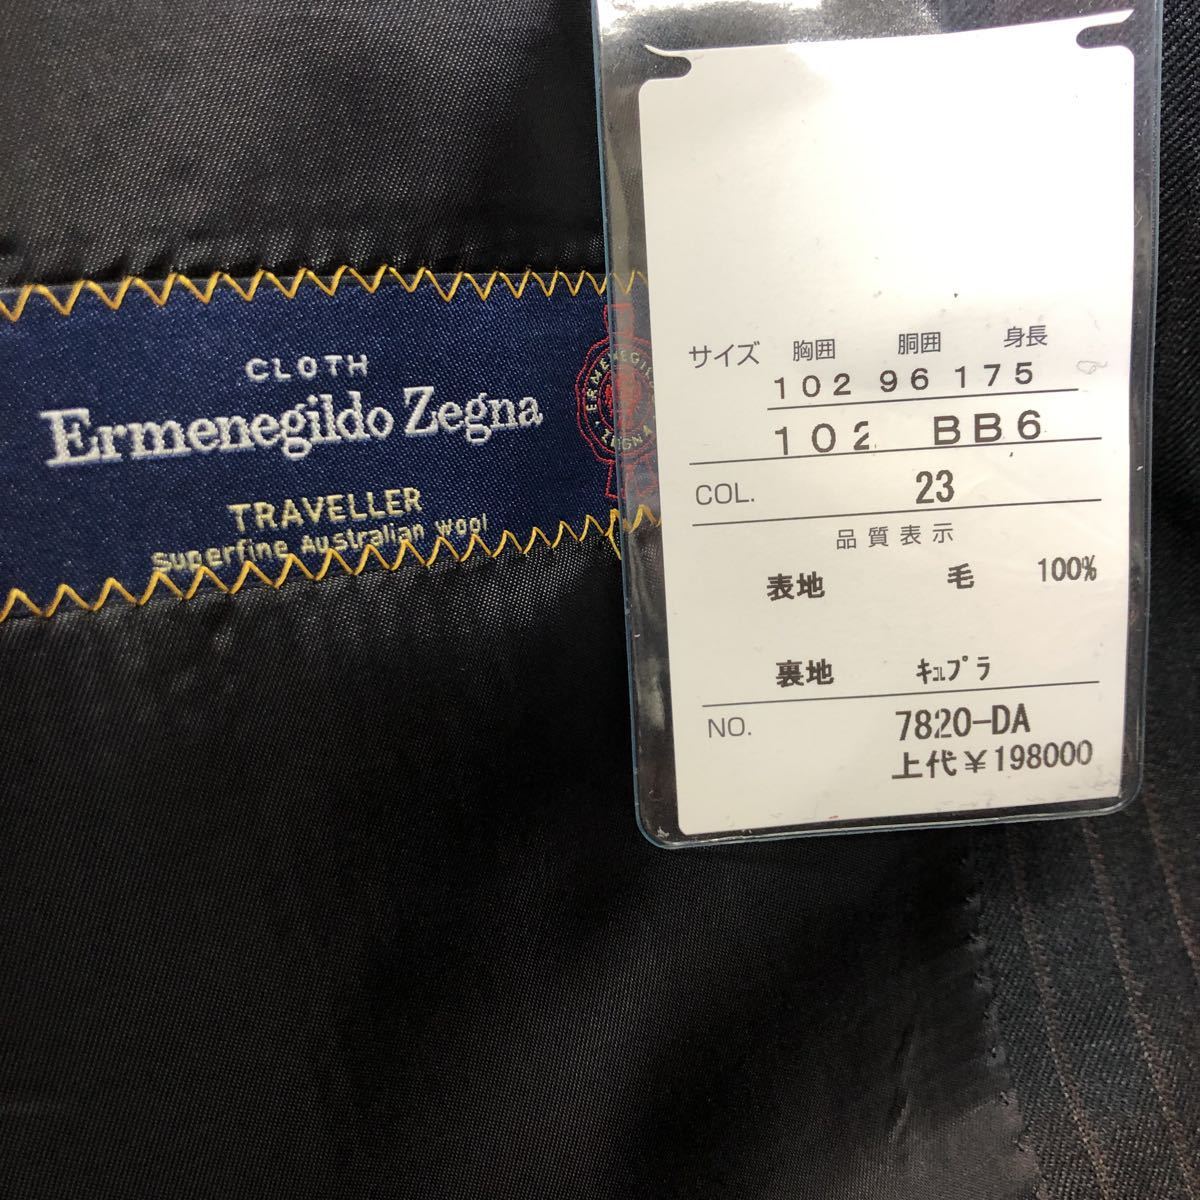 CLOTH
Ermenegildo Zegna
TRAVELLER
Superfine Australian Wool
ERMENEGILDO
ZEGNA
サイズ 胸囲 胴囲 身長
102 96 175
102 BB6
COL. 23
品質表示
表地 毛 100%
裏地 キュプラ
NO. 7820-DA
上代¥198000